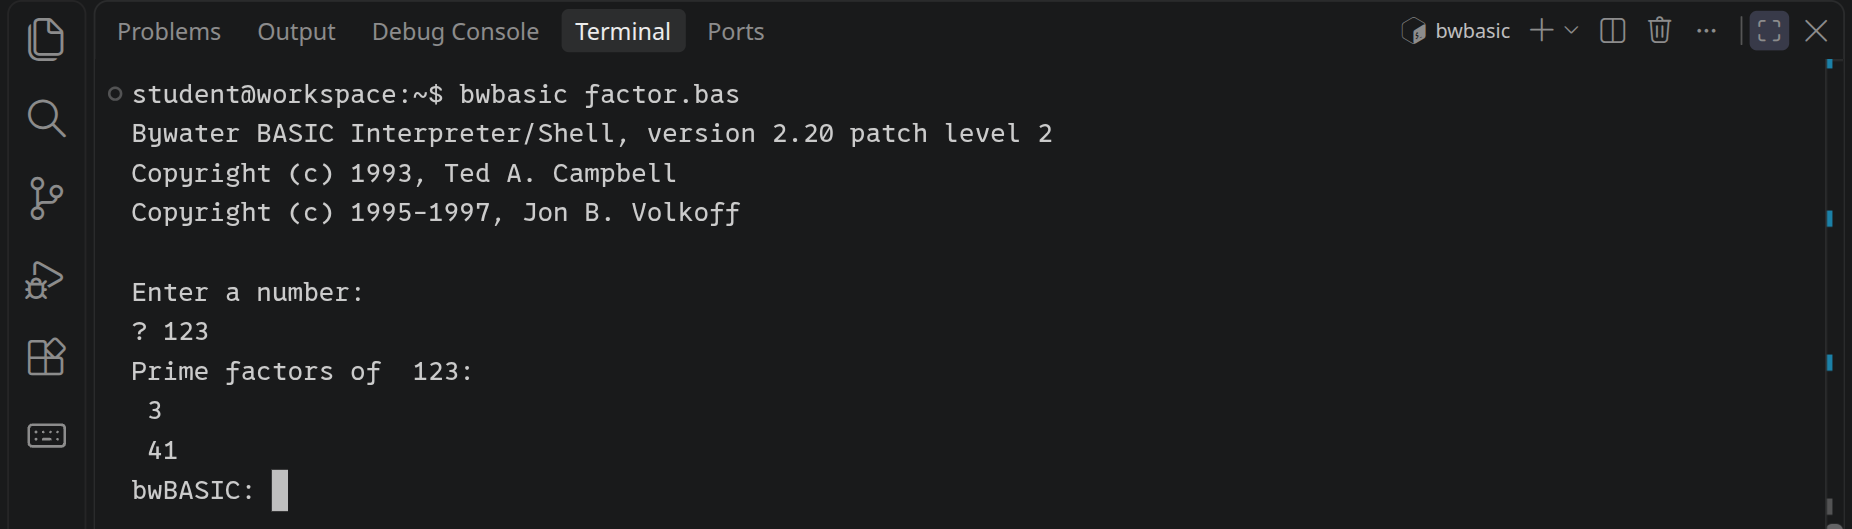 Problems Output Debug Console Terminal Ports bwbasic
student@workspace:~$ bwbasic factor.bas
Bywater BASIC Interpreter/Shell, version 2.20 patch level 2
Copyright (c) 1993, Ted A. Campbell
Copyright (c) 1995-1997, Jon B. Volkoff
Enter a number:
? 123
Prime factors of  123:
3
41
bwBASIC: